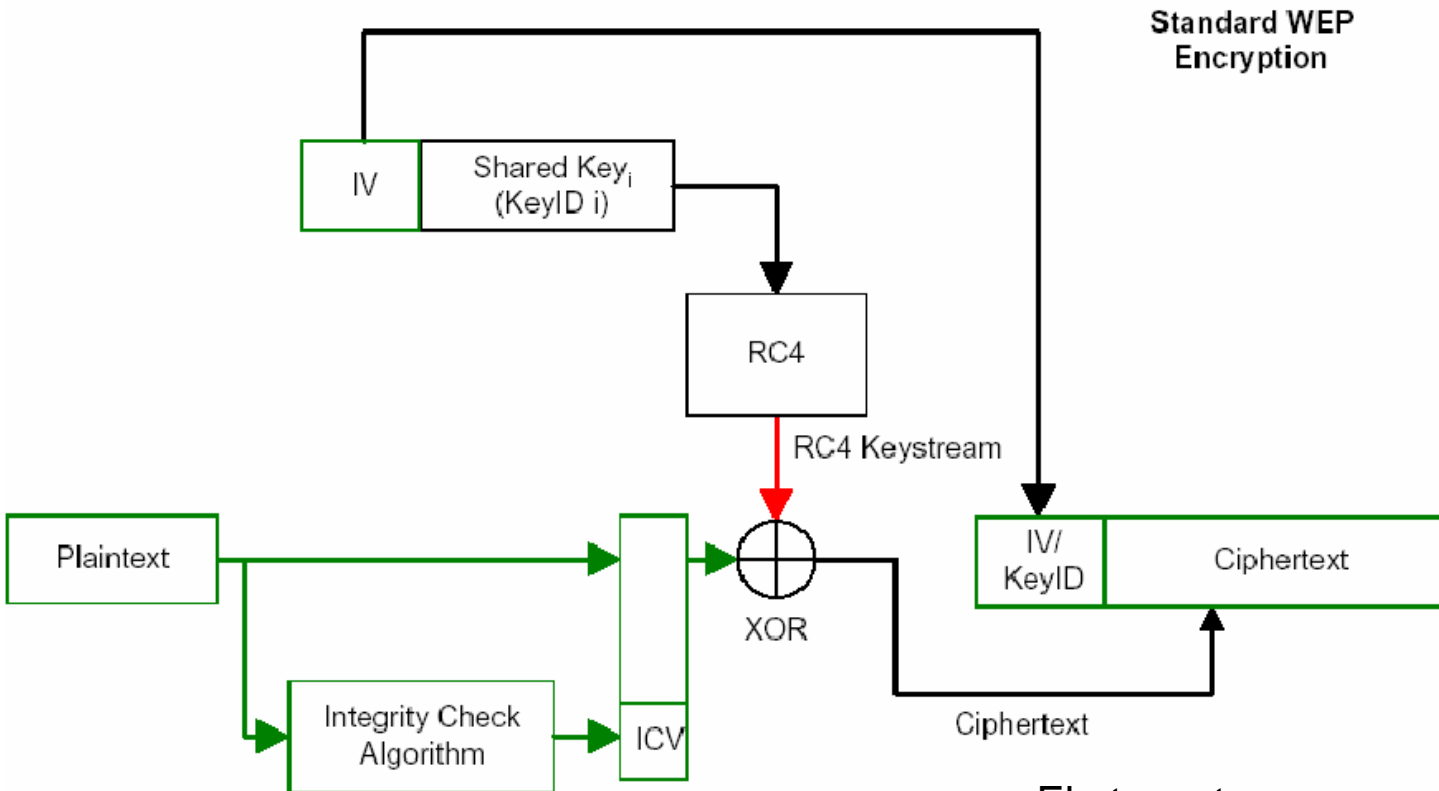 Standard WEP
Encryption
IV
Shared Keyi
(KeyID i)
RC4
RC4 Keystream
Plaintext
IV/
KeyID
Ciphertext
XOR
Integrity Check
Algorithm
ICV
Ciphertext